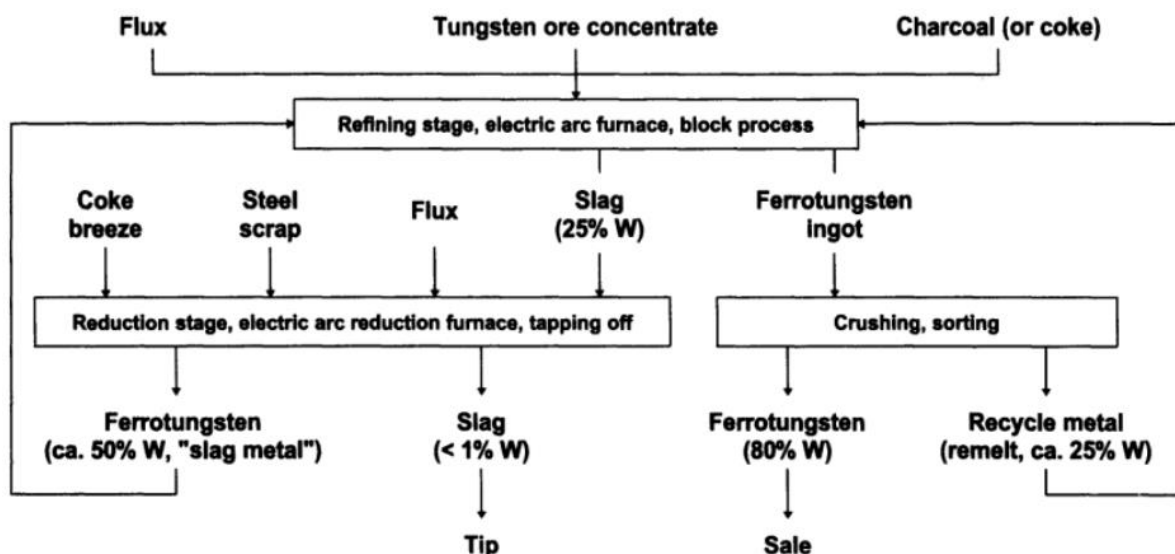 Flux
Tungsten ore concentrate
Charcoal (or coke)
Refining stage, electric arc furnace, block process
Coke
breeze
Steel
scrap
Flux
Slag
(25% W)
Ferrotungsten
ingot
Reduction stage, electric arc reduction furnace, tapping off
Crushing, sorting
Ferrotungsten
(ca. 50% W, "slag metal")
Slag
(< 1% W)
Ferrotungsten
(80% W)
Recycle metal
(remelt, ca. 25% W)
Tip
Sale